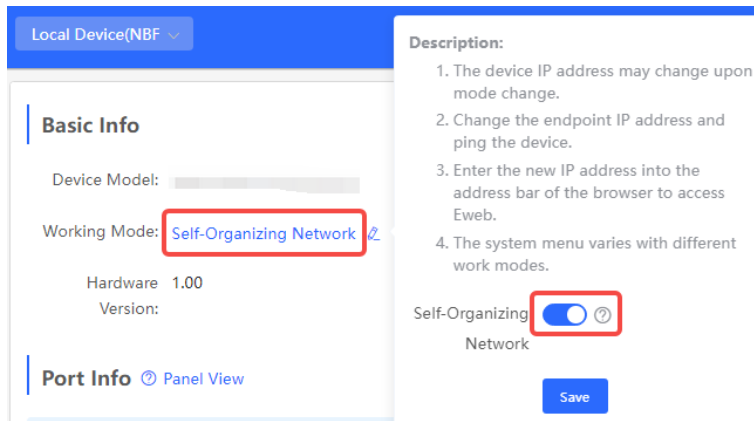 Local Device(NBF
Basic Info
Device Model:
Working Mode: Self-Organizing Network
Hardware 1.00
Version:
Port Info Panel View
Description:
1. The device IP address may change upon
mode change.
2. Change the endpoint IP address and
ping the device.
3. Enter the new IP address into the
address bar of the browser to access
Eweb.
4. The system menu varies with different
work modes.
Self-Organizing
Network
Save